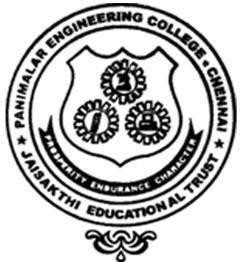 ★ PANIMALAR ENGINEERING COLLEGE • CHENNAI ★
PROSPERITY ENDURANCE CHARACTER
JAISAKTHI EDUCATIONAL TRUST